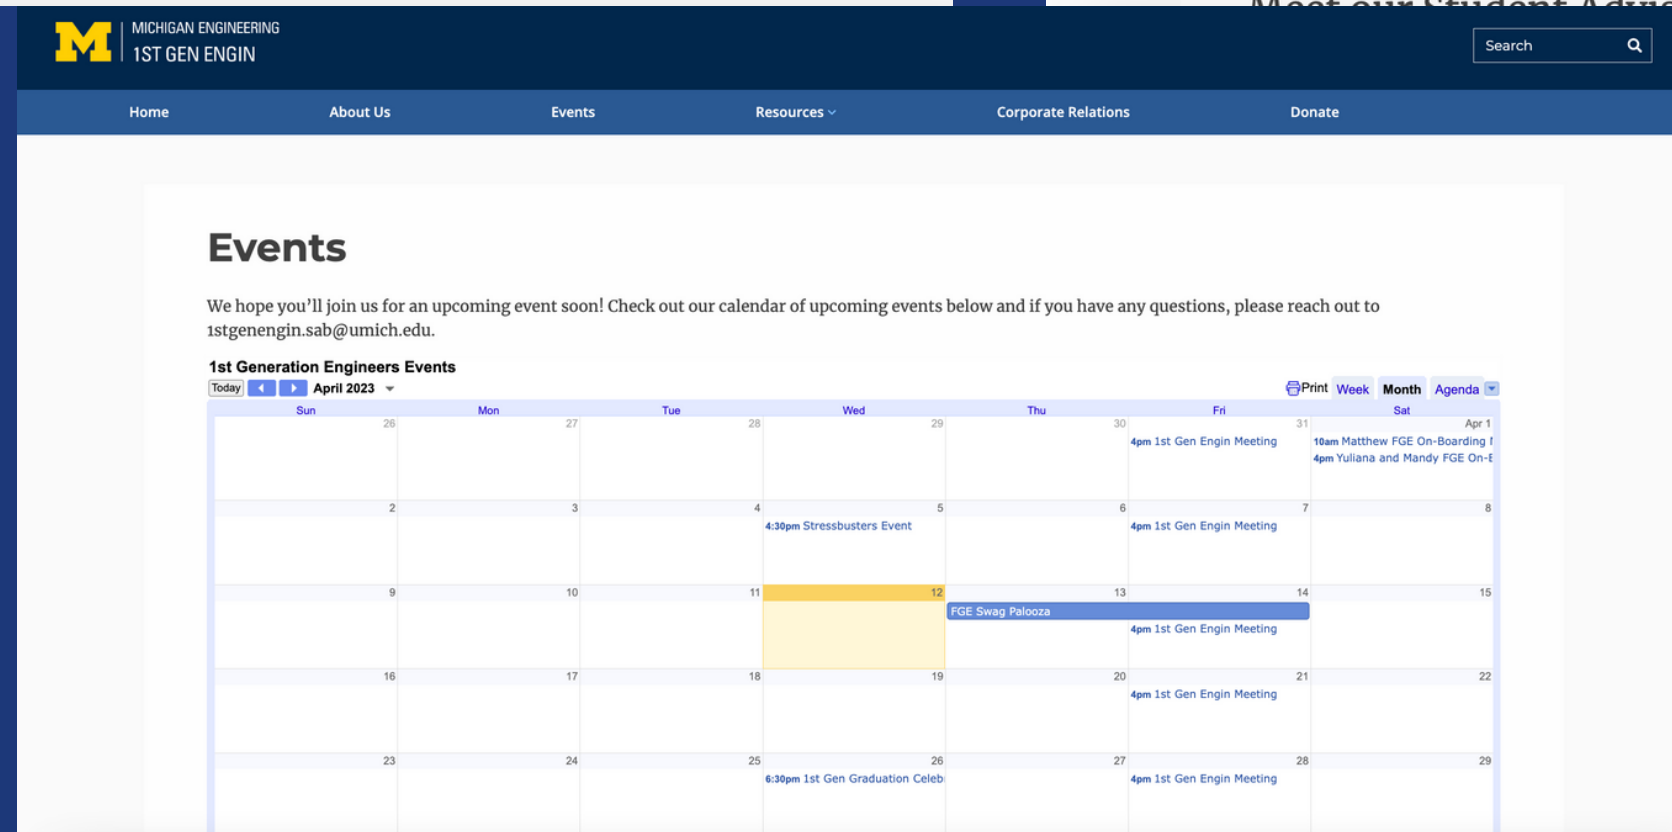 Meet our Student Advis
MICHIGAN ENGINEERING
1ST GEN ENGIN
Search
Home About Us Events Resources Corporate Relations Donate
Events
We hope you’ll join us for an upcoming event soon! Check out our calendar of upcoming events below and if you have any questions, please reach out to
1stgenengin.sab@umich.edu.
1st Generation Engineers Events
Today April 2023 Print Week Month Agenda
Sun Mon Tue Wed Thu Fri Sat
26 27 28 29 30 31 Apr 1
4pm 1st Gen Engin Meeting 10am Matthew FGE On-Boarding
4pm Yuliana and Mandy FGE On-
2 3 4 5 6 7 8
4:30pm Stressbusters Event 4pm 1st Gen Engin Meeting
9 10 11 12 13 14 15
FGE Swag Palooza
4pm 1st Gen Engin Meeting
16 17 18 19 20 21 22
4pm 1st Gen Engin Meeting
23 24 25 26 27 28 29
6:30pm 1st Gen Graduation Celeb 4pm 1st Gen Engin Meeting